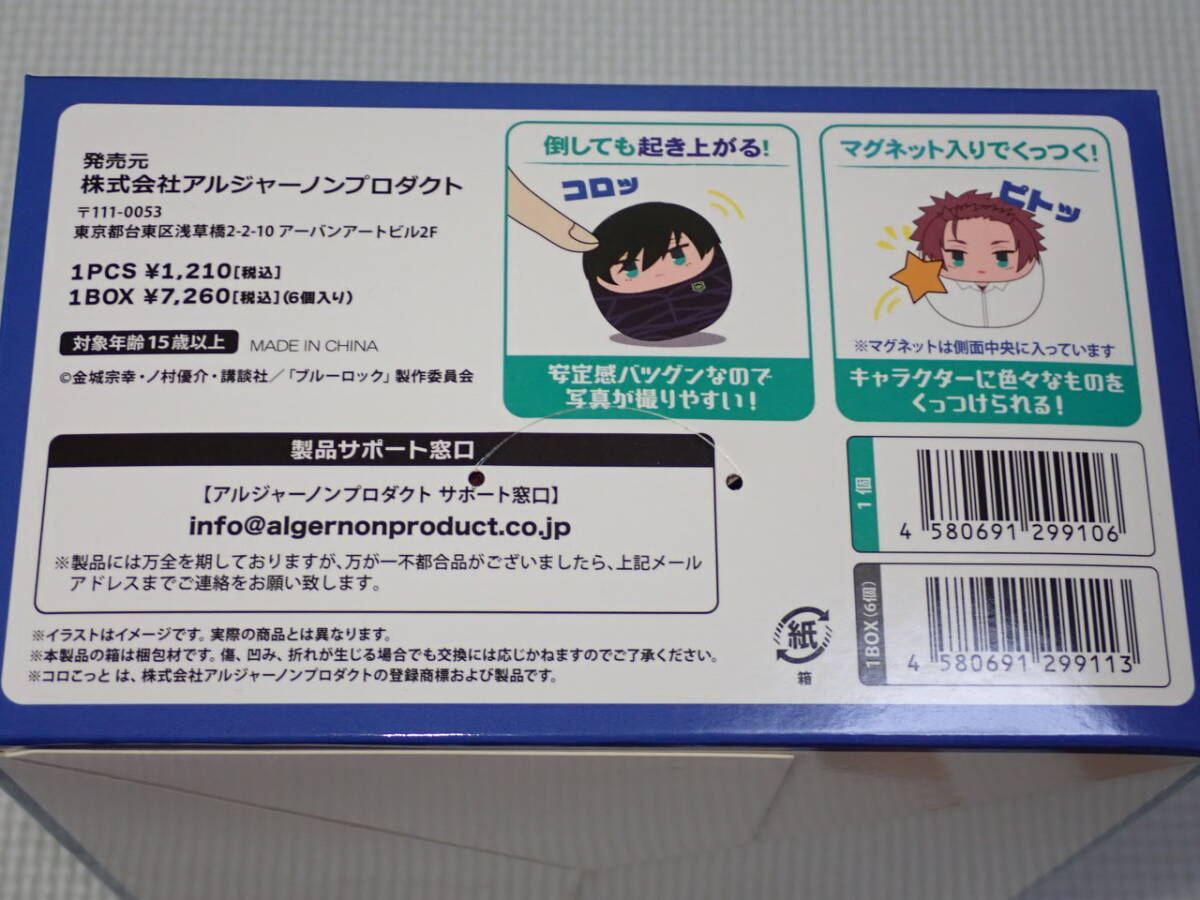 発売元
株式会社アルジャーノンプロダクト
〒111-0053
東京都台東区浅草橋2-2-10 アーバンアートビル2F
1PCS ¥1,210[税込]
1BOX ¥7,260[税込](6個入り)
対象年齢15歳以上 MADE IN CHINA
©金城宗幸・ノ村優介・講談社／「ブルーロック」製作委員会
倒しても起き上がる!
コロッ
安定感バツグンなので
写真が撮りやすい!
マグネット入りでくっつく!
ピトッ
※マグネットは側面中央に入っています
キャラクターに色々なものを
くっつけられる!
製品サポート窓口
【アルジャーノンプロダクト サポート窓口】
info@algernonproduct.co.jp
※製品には万全を期しておりますが、万が一不都合品がございましたら、上記メール
アドレスまでご連絡をお願い致します。
※イラストはイメージです。実際の商品とは異なります。
※本製品の箱は梱包材です。傷、凹み、折れが生じる場合でも交換には応じかねますのでご了承ください。
※コロこっと は、株式会社アルジャーノンプロダクトの登録商標および製品です。
紙
箱
1個
4 580691 299106
1BOX(6個)
4 580691 299113